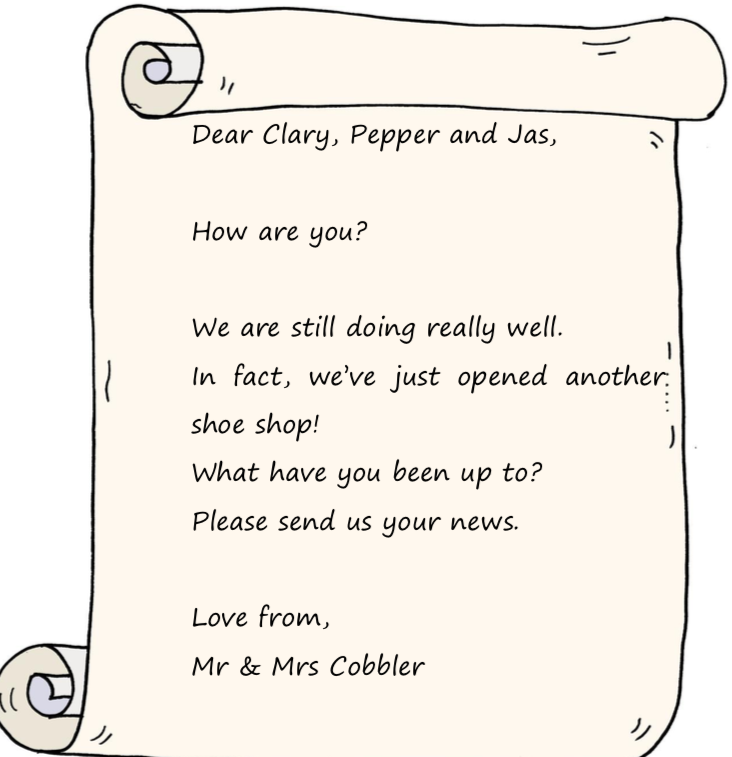 Dear Clary, Pepper and Jas,
How are you?
We are still doing really well.
In fact, we've just opened another
shoe shop!
What have you been up to?
Please send us your news.
Love from,
Mr & Mrs Cobbler